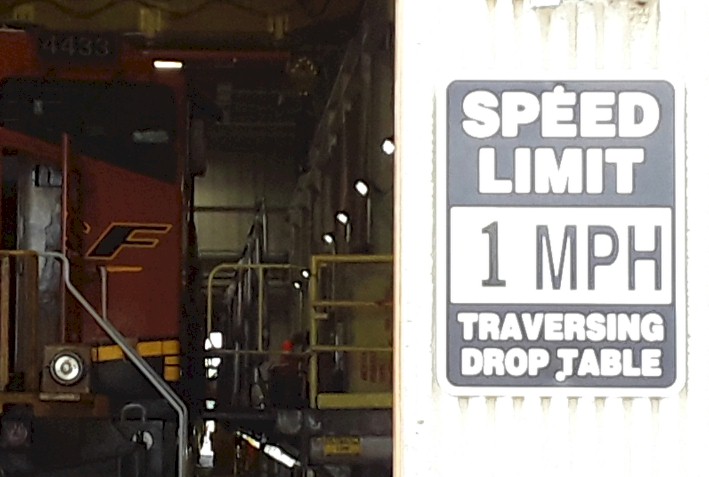 4433
F
SPEED
LIMIT
1 MPH
TRAVERSING
DROP TABLE